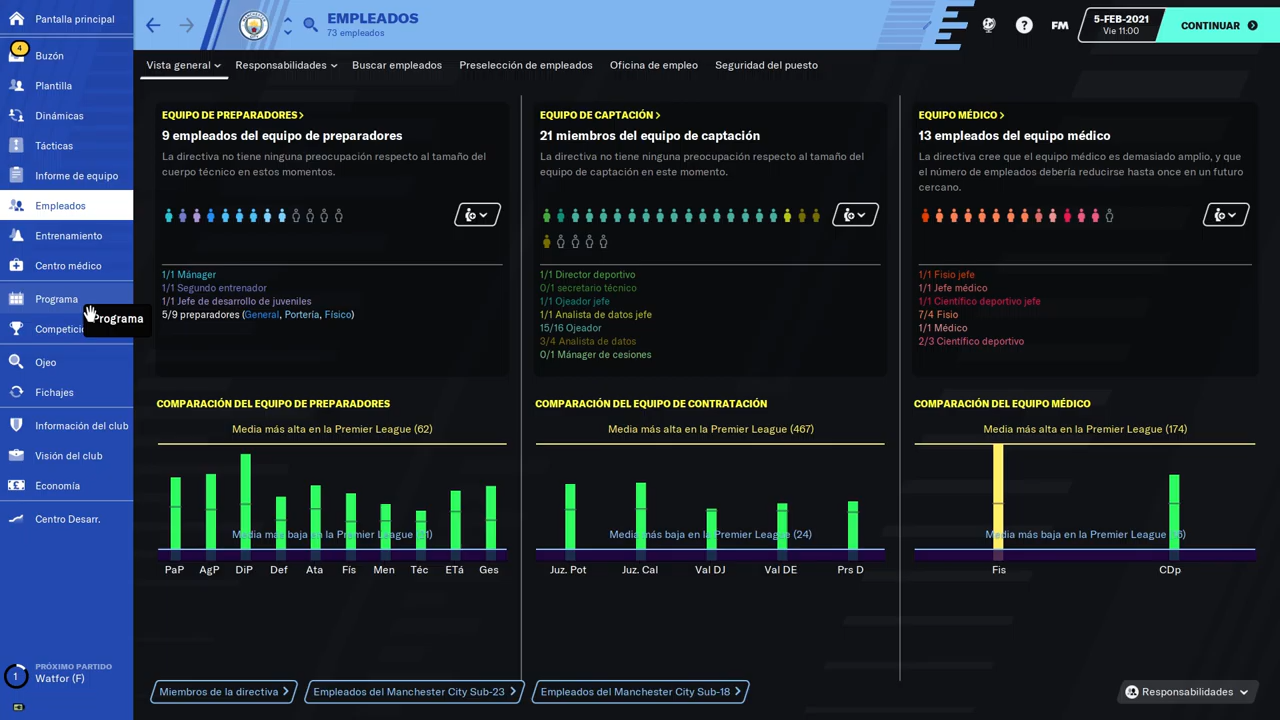 Pantalla principal
4
Buzón
Plantilla
Dinámicas
Tácticas
Informe de equipo
Empleados
Entrenamiento
Centro médico
Programa
Programa
Ojeo
Fichajes
Información del club
Visión del club
Economía
Centro Desarr.
1
PRÓXIMO PARTIDO
Watfor (F)
EMPLEADOS
73 empleados
?
FM
5-FEB-2021
Vie 11:00
CONTINUAR
Vista general
Responsabilidades
Buscar empleados
Preselección de empleados
Oficina de empleo
Seguridad del puesto
EQUIPO DE PREPARADORES>
9 empleados del equipo de preparadores
La directiva no tiene ninguna preocupación respecto al tamaño del
cuerpo técnico en estos momentos.
1/1 Mánager
1/1 Segundo entrenador
1/1 Jefe de desarrollo de juveniles
5/9 preparadores (General, Portería, Físico)
EQUIPO DE CAPTACIÓN>
21 miembros del equipo de captación
La directiva no tiene ninguna preocupación respecto al tamaño del
equipo de captación en este momento.
1/1 Director deportivo
0/1 secretario técnico
1/1 Ojeador jefe
1/1 Analista de datos jefe
15/16 Ojeador
3/4 Analista de datos
0/1 Mánager de cesiones
EQUIPO MÉDICO>
13 empleados del equipo médico
La directiva cree que el equipo médico es demasiado amplio, y que
el número de empleados debería reducirse hasta once en un futuro
cercano.
1/1 Fisio jefe
1/1 Jefe médico
1/1 Científico deportivo jefe
7/4 Fisio
1/1 Médico
2/3 Científico deportivo
COMPARACIÓN DEL EQUIPO DE PREPARADORES
Media más alta en la Premier League (62)
Media más baja en la Premier League
PaP AgP DiP Def Ata Fís Men Téc ETá Ges
COMPARACIÓN DEL EQUIPO DE CONTRATACIÓN
Media más alta en la Premier League (467)
Media más baja en la Premier League (24)
Juz. Pot Juz. Cal Val DJ Val DE Prs D
COMPARACIÓN DEL EQUIPO MÉDICO
Media más alta en la Premier League (174)
Media más baja en la Premier League
Fis CDp
Miembros de la directiva >
Empleados del Manchester City Sub-23 >
Empleados del Manchester City Sub-18 >
Responsabilidades